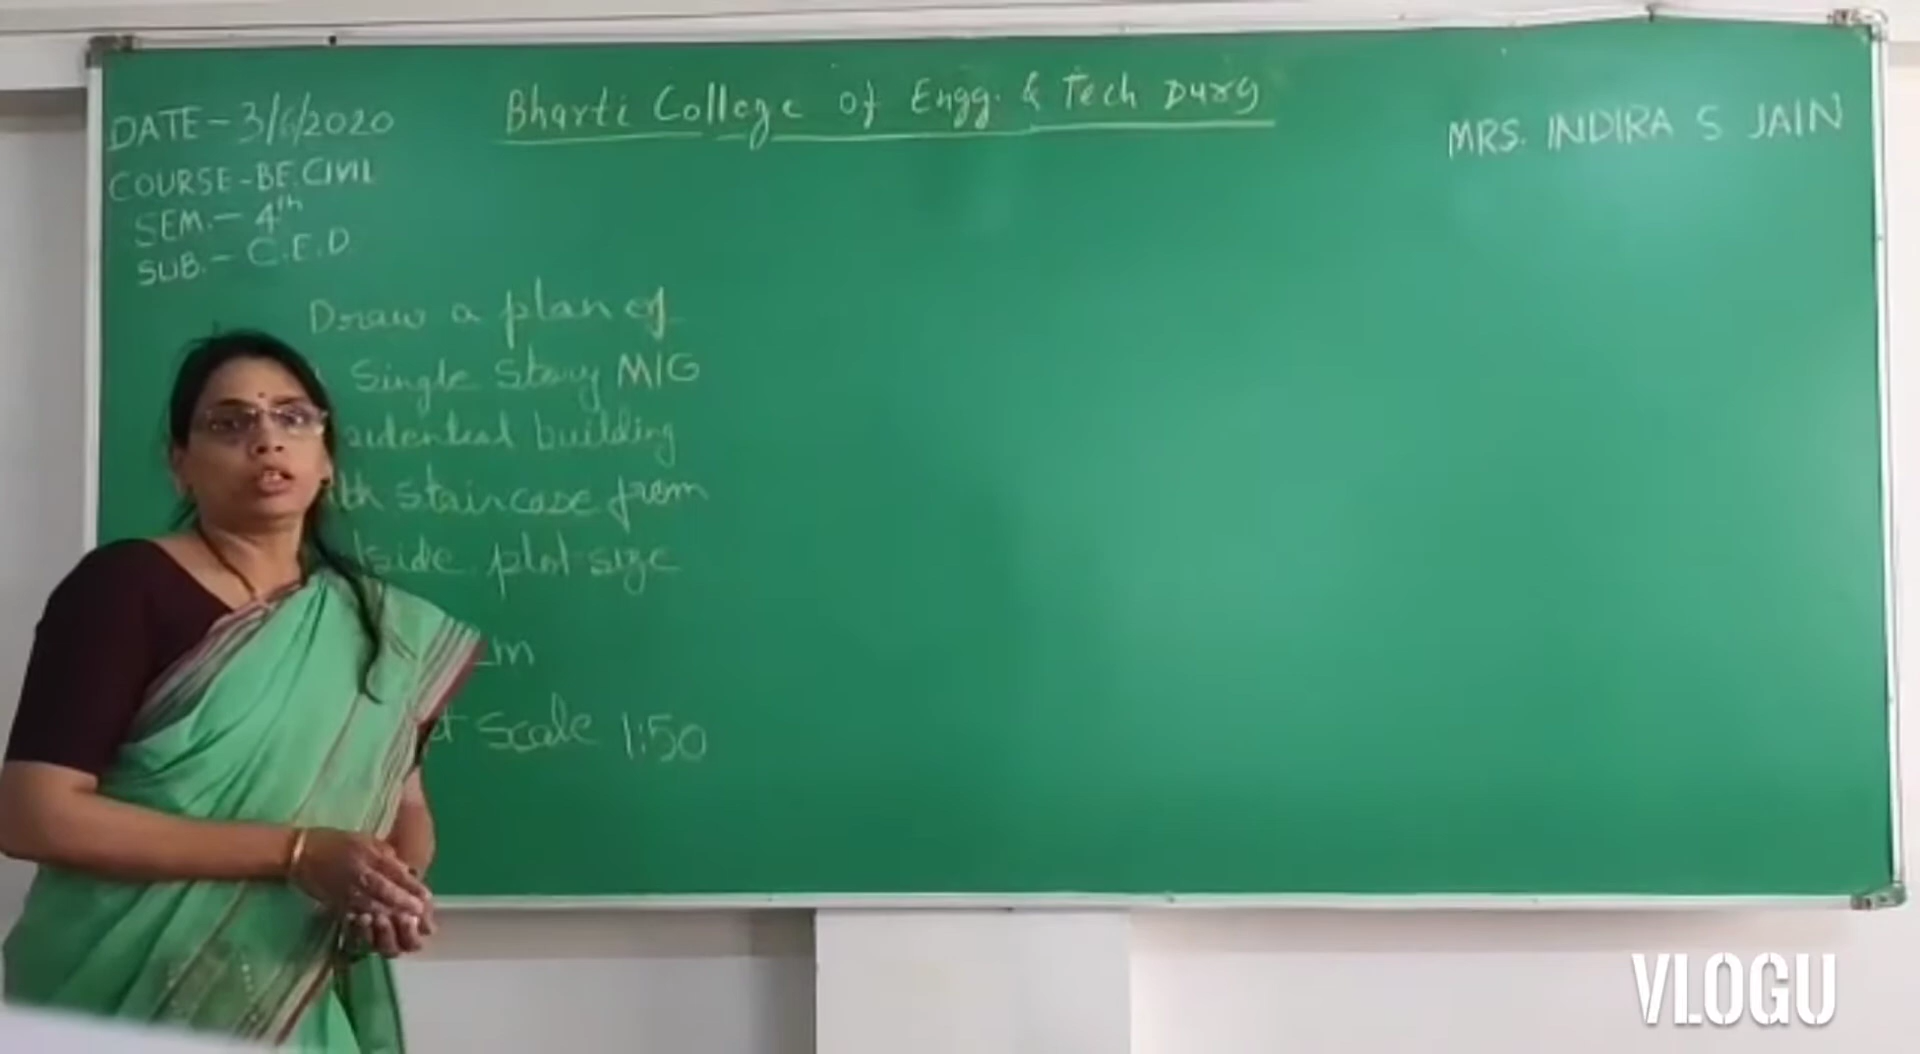 Bharti College of Engg. & Tech Durg
MRS. INDIRA S JAIN
DATE - 3/6/2020
COURSE - BE. CIVIL
SEM. - 4th
SUB. - C.E.D.
Draw a plan of
Single Story MIG
building
staircase from
plot size
m
Scale 1:50
VLOGU